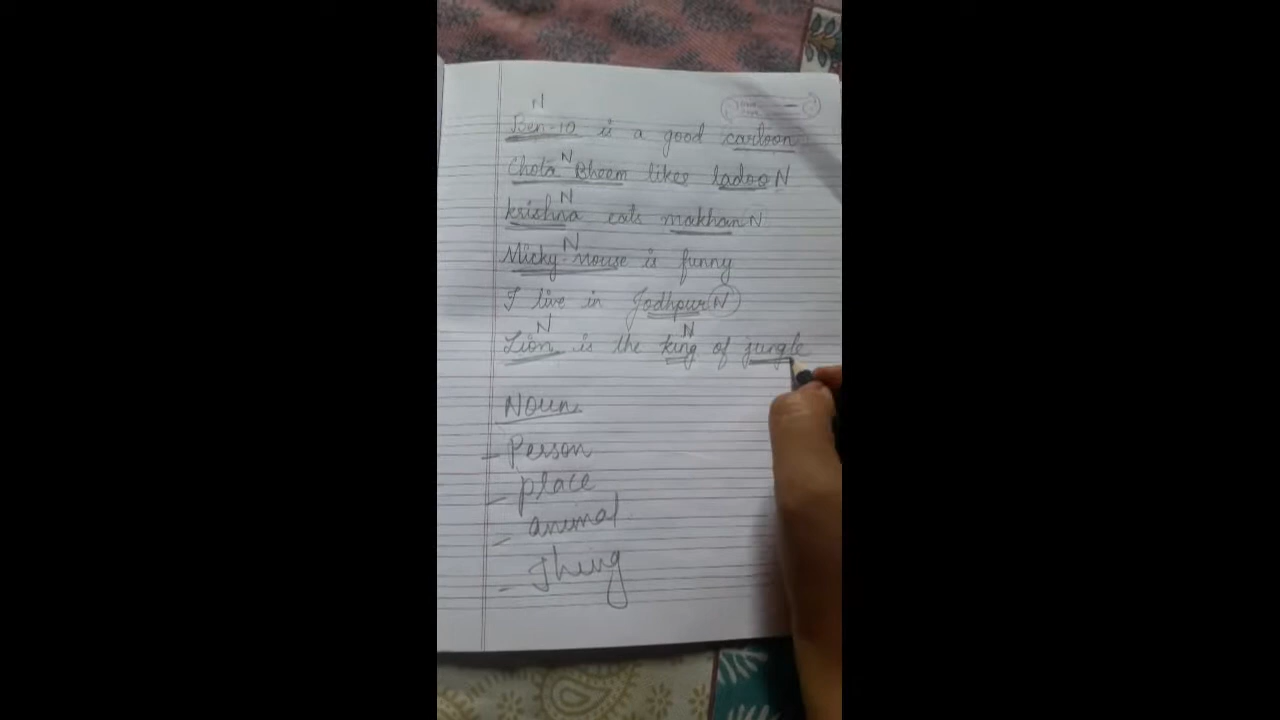 N
Ben-10 is a good cartoon
N
Chota Bheem likes ladoo N
N
krishna eats makhan N
N
Micky Mouse is funny
I live in Jodhpur N
N N
Lion is the king of jungle
Noun
- Person
- place
- animal
- Thing